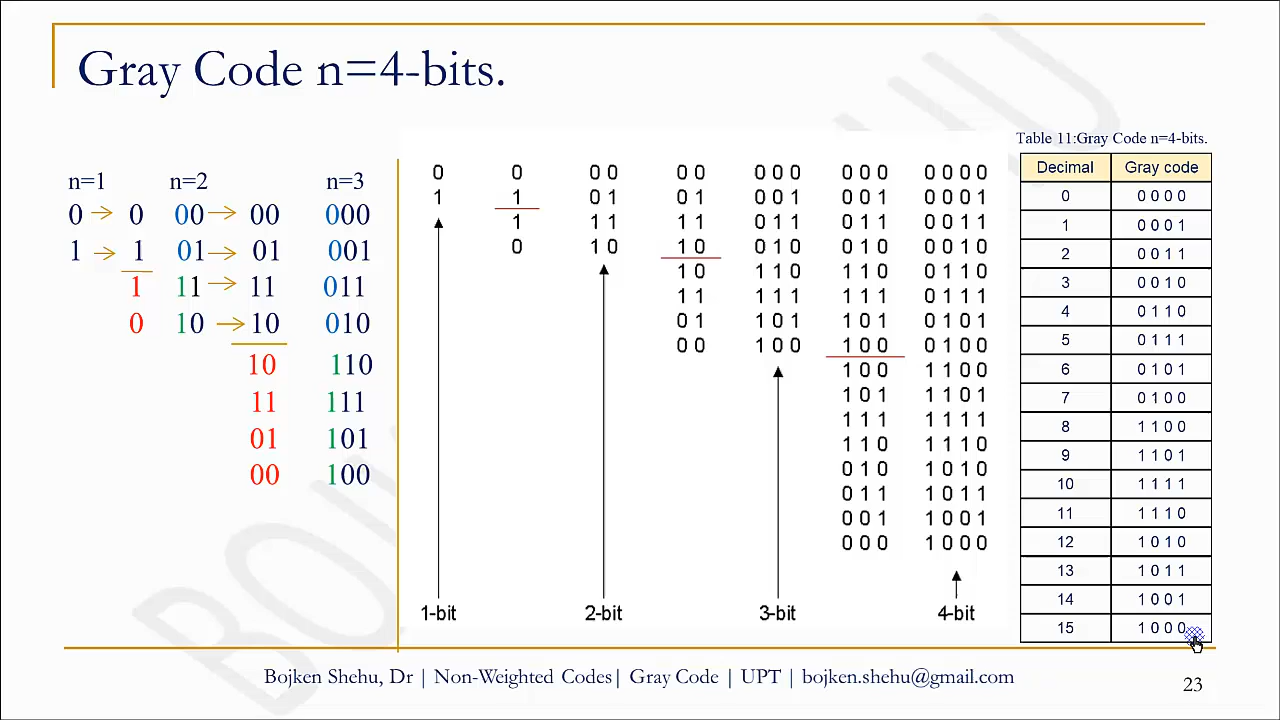 Gray Code n=4-bits.
n=1 n=2 n=3
0 0 00 00 000
1 1 01 01 001
1 11 11 011
0 10 10 010
10 110
11 111
01 101
00 100
0 0 0 0 0 0 0 0 0 0 0 0 0 0 0 0
1 1 0 1 0 1 0 0 1 0 0 1 0 0 0 1
1 1 1 1 1 0 1 1 0 1 1 0 0 1 1
0 1 0 1 0 0 1 0 0 1 0 0 0 1 0
1 0 1 1 0 1 1 0 0 1 1 0
1 1 1 1 1 1 1 1 0 1 1 1
0 1 1 0 1 1 0 1 0 1 0 1
0 0 1 0 0 1 0 0 0 1 0 0
1 0 0 1 1 0 0
1 0 1 1 1 0 1
1 1 1 1 1 1 1
1 1 0 1 1 1 0
0 1 0 1 0 1 0
0 1 1 1 0 1 1
0 0 1 1 0 0 1
0 0 0 1 0 0 0
1-bit 2-bit 3-bit 4-bit
Table 11:Gray Code n=4-bits.
Decimal Gray code
0 0 0 0 0
1 0 0 0 1
2 0 0 1 1
3 0 0 1 0
4 0 1 1 0
5 0 1 1 1
6 0 1 0 1
7 0 1 0 0
8 1 1 0 0
9 1 1 0 1
10 1 1 1 1
11 1 1 1 0
12 1 0 1 0
13 1 0 1 1
14 1 0 0 1
15 1 0 0 0
Bojken Shehu, Dr | Non-Weighted Codes| Gray Code | UPT | bojken.shehu@gmail.com
23